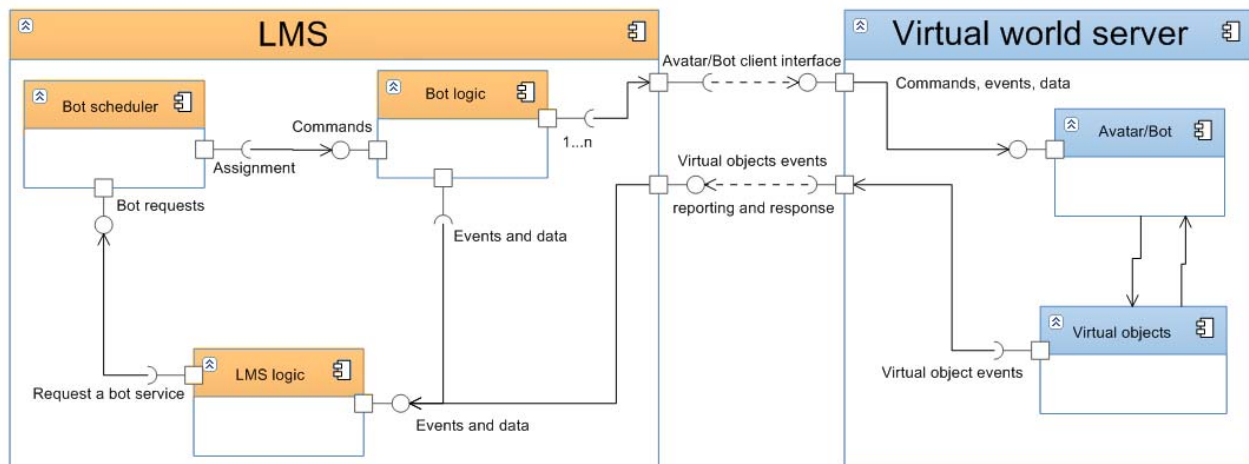 LMS
Virtual world server
Avatar/Bot client interface
Bot scheduler
Bot logic
Commands, events, data
Commands
1...n
Avatar/Bot
Assignment
Virtual objects events
Bot requests
reporting and response
Events and data
Virtual objects
LMS logic
Virtual object events
Request a bot service
Events and data